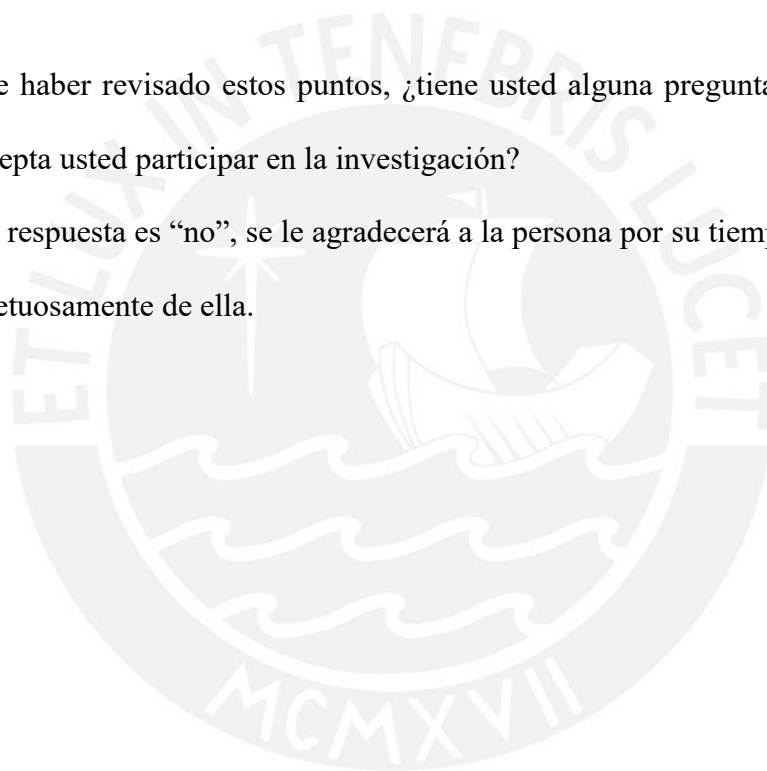 e haber revisado estos puntos, ¿tiene usted alguna pregunta
epta usted participar en la investigación?
respuesta es “no”, se le agradecerá a la persona por su tiemp
etuosamente de ella.
ET LUX IN TENEBRIS LUCET
MCMXVII